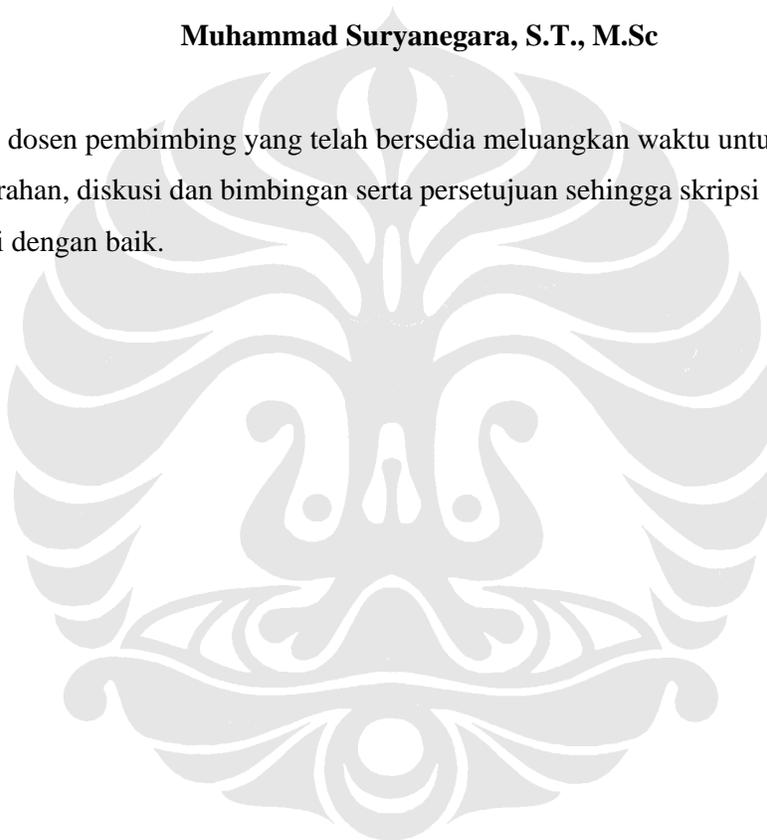 Muhammad Suryanegara, S.T., M.Sc
dosen pembimbing yang telah bersedia meluangkan waktu untu
rahan, diskusi dan bimbingan serta persetujuan sehingga skripsi
i dengan baik.